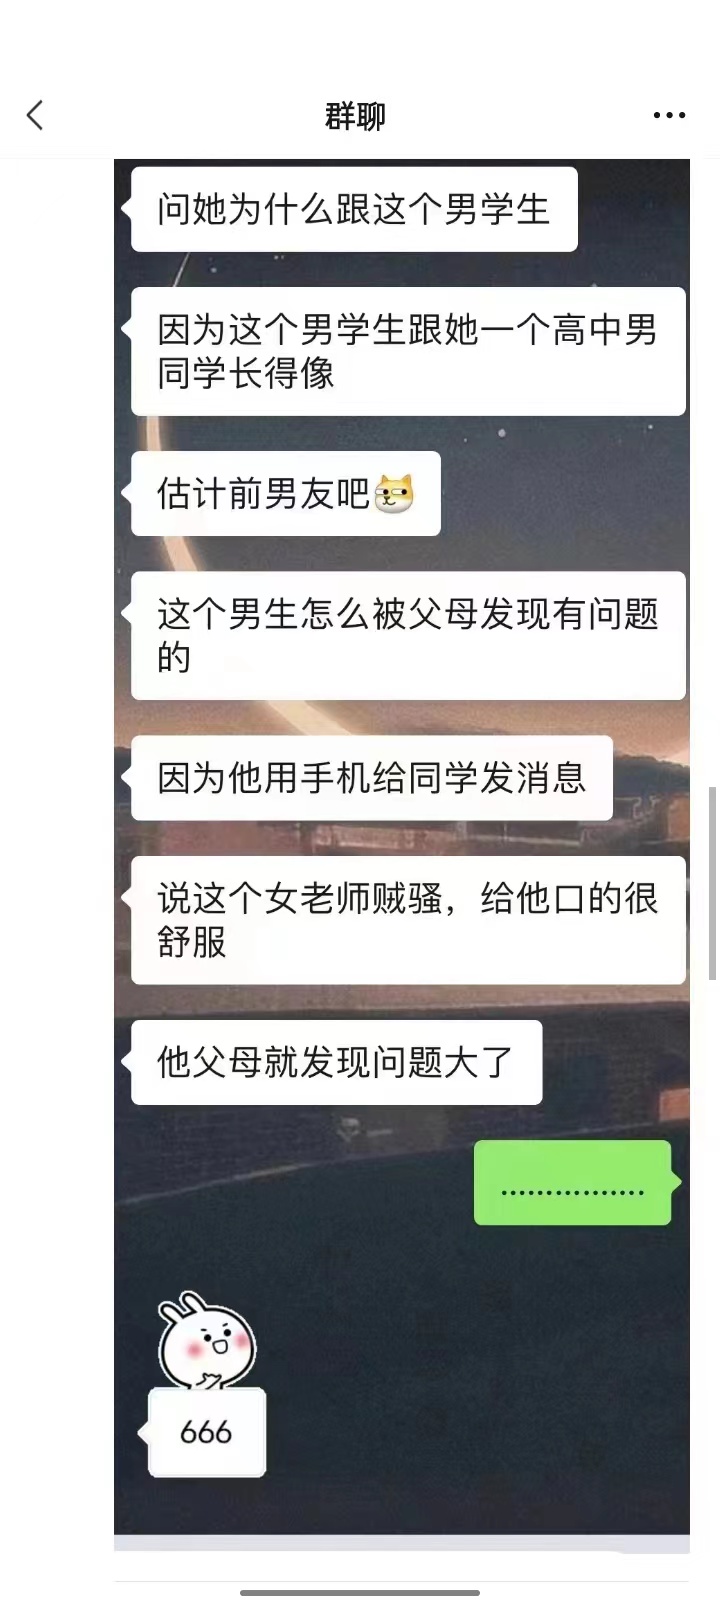 群聊
问她为什么跟这个男学生
因为这个男学生跟她一个高中男
同学长得像
估计前男友吧
这个男生怎么被父母发现有问题
的
因为他用手机给同学发消息
说这个女老师贼骚，给他口的很
舒服
他父母就发现问题大了
................
666